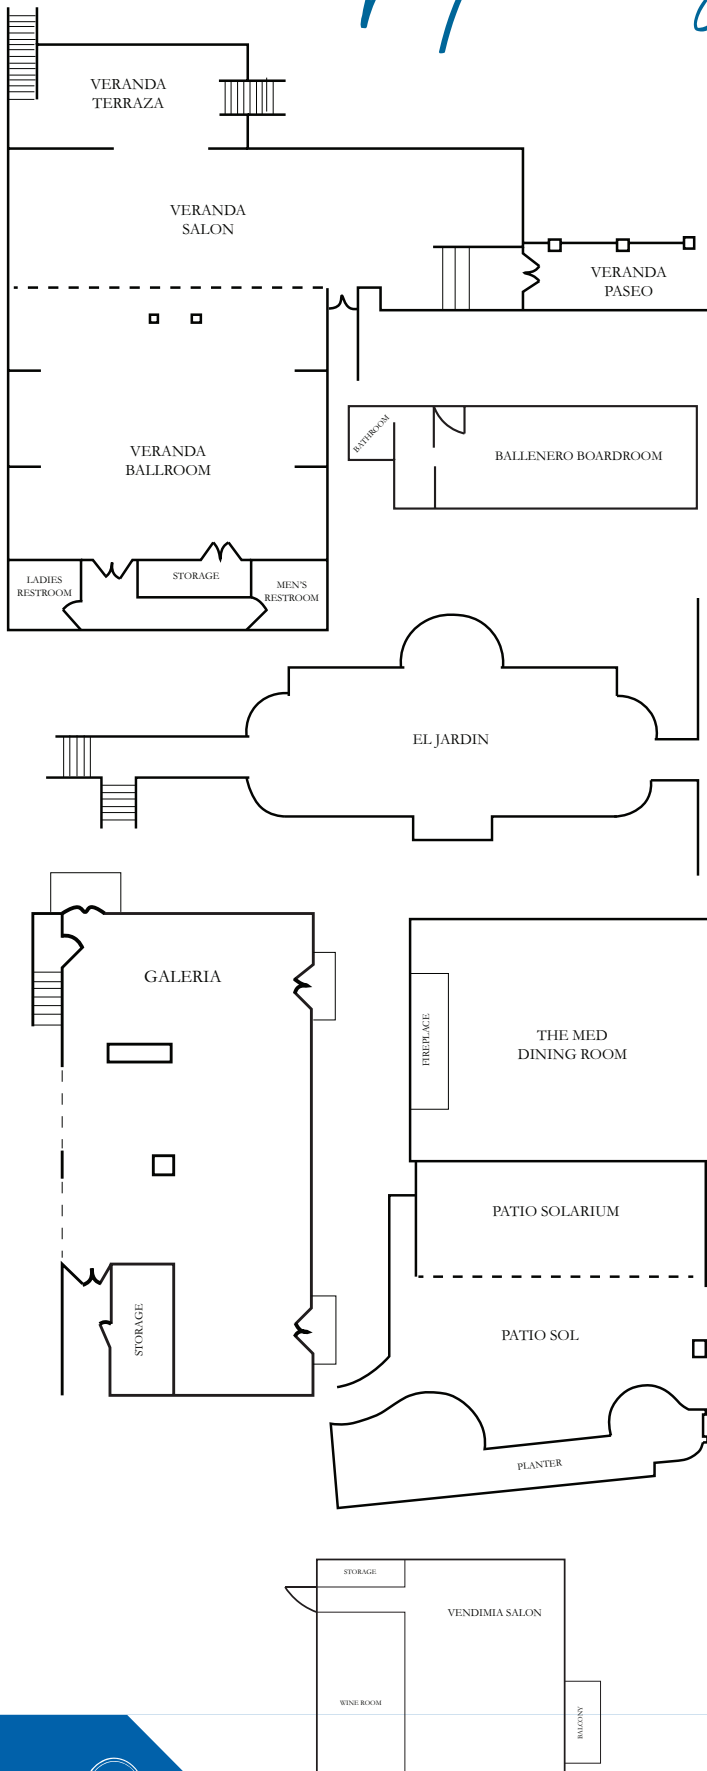 VERANDA
TERRAZA
VERANDA
SALON
VERANDA
PASEO
BATHROOM
BALLENERO BOARDROOM
VERANDA
BALLROOM
LADIES
RESTROOM
STORAGE
MEN'S
RESTROOM
EL JARDIN
GALERIA
FIREPLACE
THE MED
DINING ROOM
PATIO SOLARIUM
STORAGE
PATIO SOL
PLANTER
STORAGE
VENDIMIA SALON
WINE ROOM
BALCONY